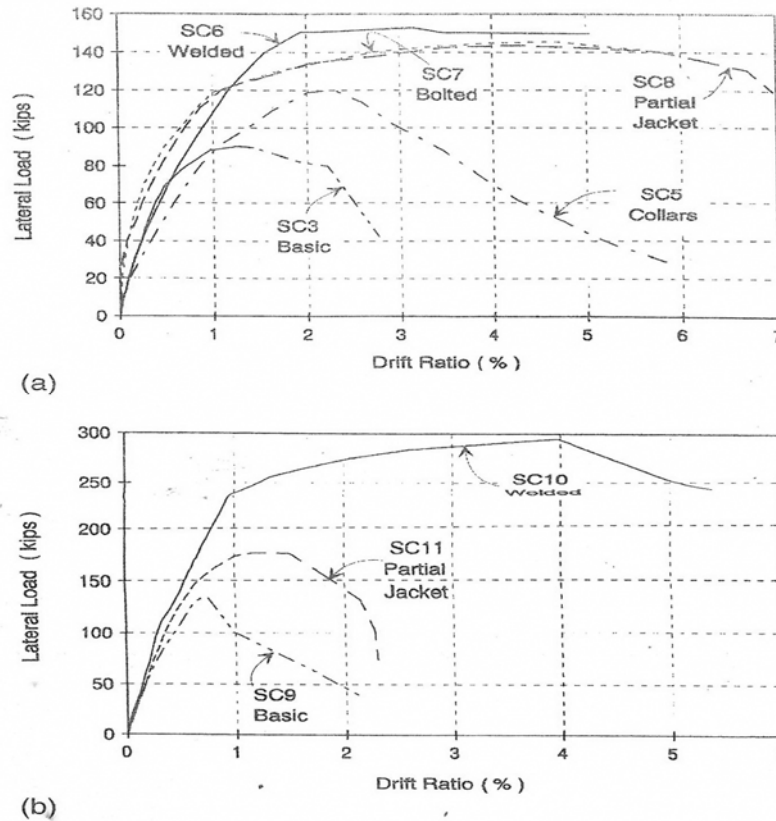 160
140
120
100
80
60
40
20
0
Lateral Load ( kips )
SC6
Welded
SC7
Bolted
SC8
Partial
Jacket
SC3
Basic
SC5
Collars
0 1 2 3 4 5 6 7
Drift Ratio ( % )
(a)
300
250
200
150
100
50
0
Lateral Load ( kips )
SC10
Welded
SC11
Partial
Jacket
SC9
Basic
0 1 2 3 4 5
Drift Ratio ( % )
(b)